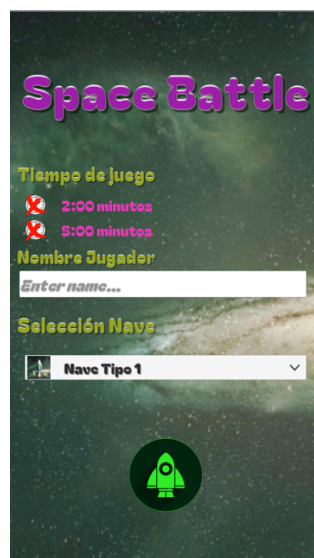 Space Battle
Tiempo de juego
2:00 minutos
5:00 minutos
Nombre Jugador
Enter name...
Selección Nave
Nave Tipo 1